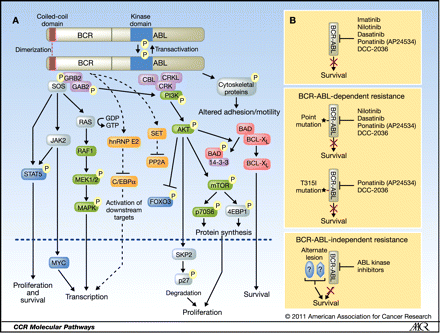 A
Coiled-coil domain
Kinase domain
BCR
ABL
P
P
Transactivation
Dimerization
BCR
ABL
P
GRB2
GAB2
P
SOS
CBL
CRKL
CRK
PI3K
P
Cytoskeletal proteins
P
Altered adhesion/motility
GDP
GTP
RAS
JAK2
RAF1
STAT5
P
MEK1/2
P
MAPK
P
hnRNP E2
C/EBPα
Activation of downstream targets
SET
P
PP2A
AKT
P
FOXO3
P
BAD
BCL-XL
BAD
P
14-3-3
BCL-XL
mTOR
P
p70S6
P
4EBP1
P
Protein synthesis
MYC
SKP2
p27
P
Degradation
Proliferation and survival
Transcription
Proliferation
Survival
B
BCR-ABL
Imatinib
Nilotinib
Dasatinib
Ponatinib (AP24534)
DCC-2036
Survival
BCR-ABL-dependent resistance
Point mutation
BCR-ABL
Nilotinib
Dasatinib
Ponatinib (AP24534)
DCC-2036
Survival
T315I mutation
BCR-ABL
Ponatinib (AP24534)
DCC-2036
Survival
BCR-ABL-independent resistance
Alternate lesion
? ?
BCR-ABL
ABL kinase inhibitors
Survival
© 2011 American Association for Cancer Research
CCR Molecular Pathways
AACR